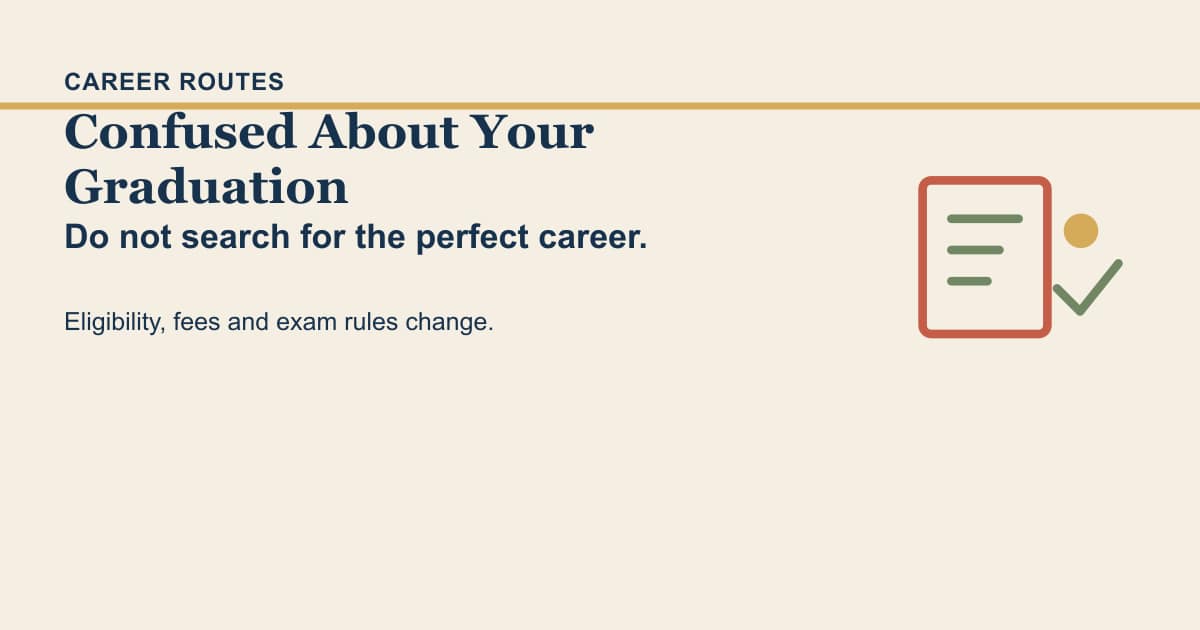 CAREER ROUTES
Confused About Your
Graduation
Do not search for the perfect career.
Eligibility, fees and exam rules change.